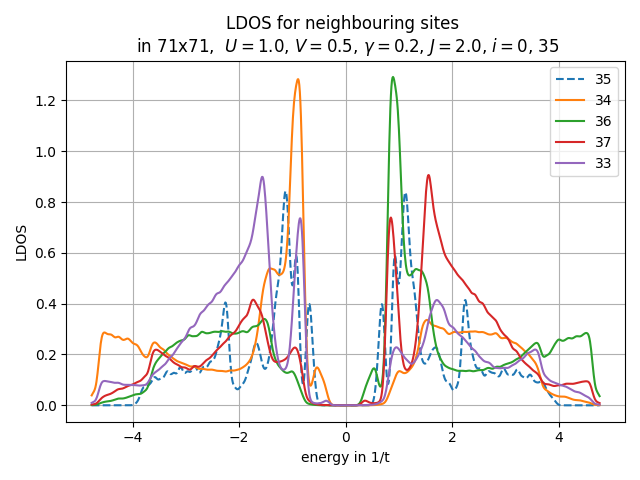 LDOS for neighbouring sites
in 71x71, U = 1.0, V = 0.5, γ = 0.2, J = 2.0, i = 0, 35
35
34
36
37
33
1.2
1.0
0.8
0.6
0.4
0.2
0.0
LDOS
−4 −2 0 2 4
energy in 1/t